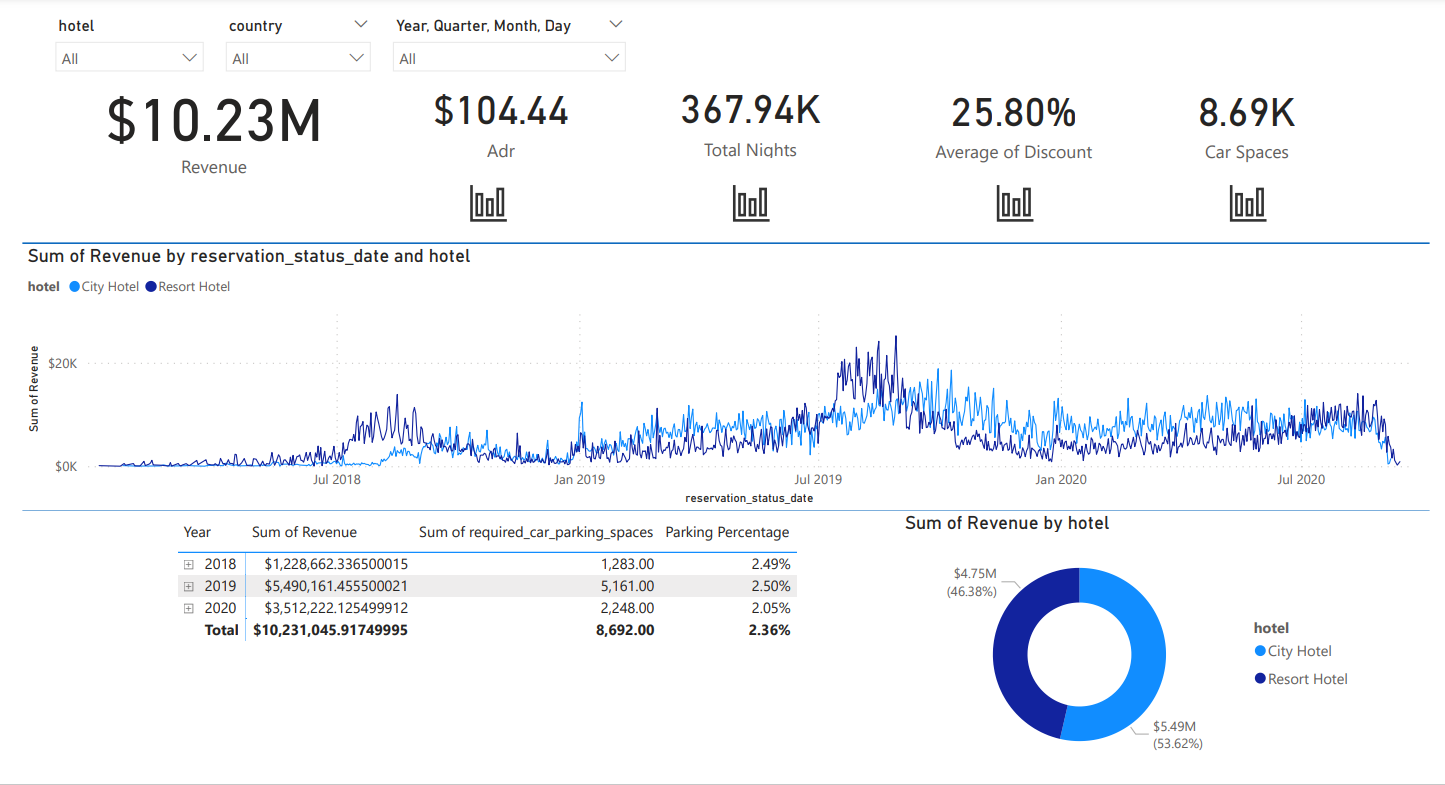 hotel
country
Year, Quarter, Month, Day
All
All
All
$10.23M
Revenue
$104.44
Adr
367.94K
Total Nights
25.80%
Average of Discount
8.69K
Car Spaces
Sum of Revenue by reservation_status_date and hotel
hotel City Hotel Resort Hotel
Sum of Revenue
$20K
$0K
Jul 2018 Jan 2019 Jul 2019 Jan 2020 Jul 2020
reservation_status_date
Year Sum of Revenue Sum of required_car_parking_spaces Parking Percentage
2018 $1,228,662.336500015 1,283.00 2.49%
2019 $5,490,161.455500021 5,161.00 2.50%
2020 $3,512,222.125499912 2,248.00 2.05%
Total $10,231,045.91749995 8,692.00 2.36%
Sum of Revenue by hotel
$4.75M
(46.38%)
$5.49M
(53.62%)
hotel
City Hotel
Resort Hotel